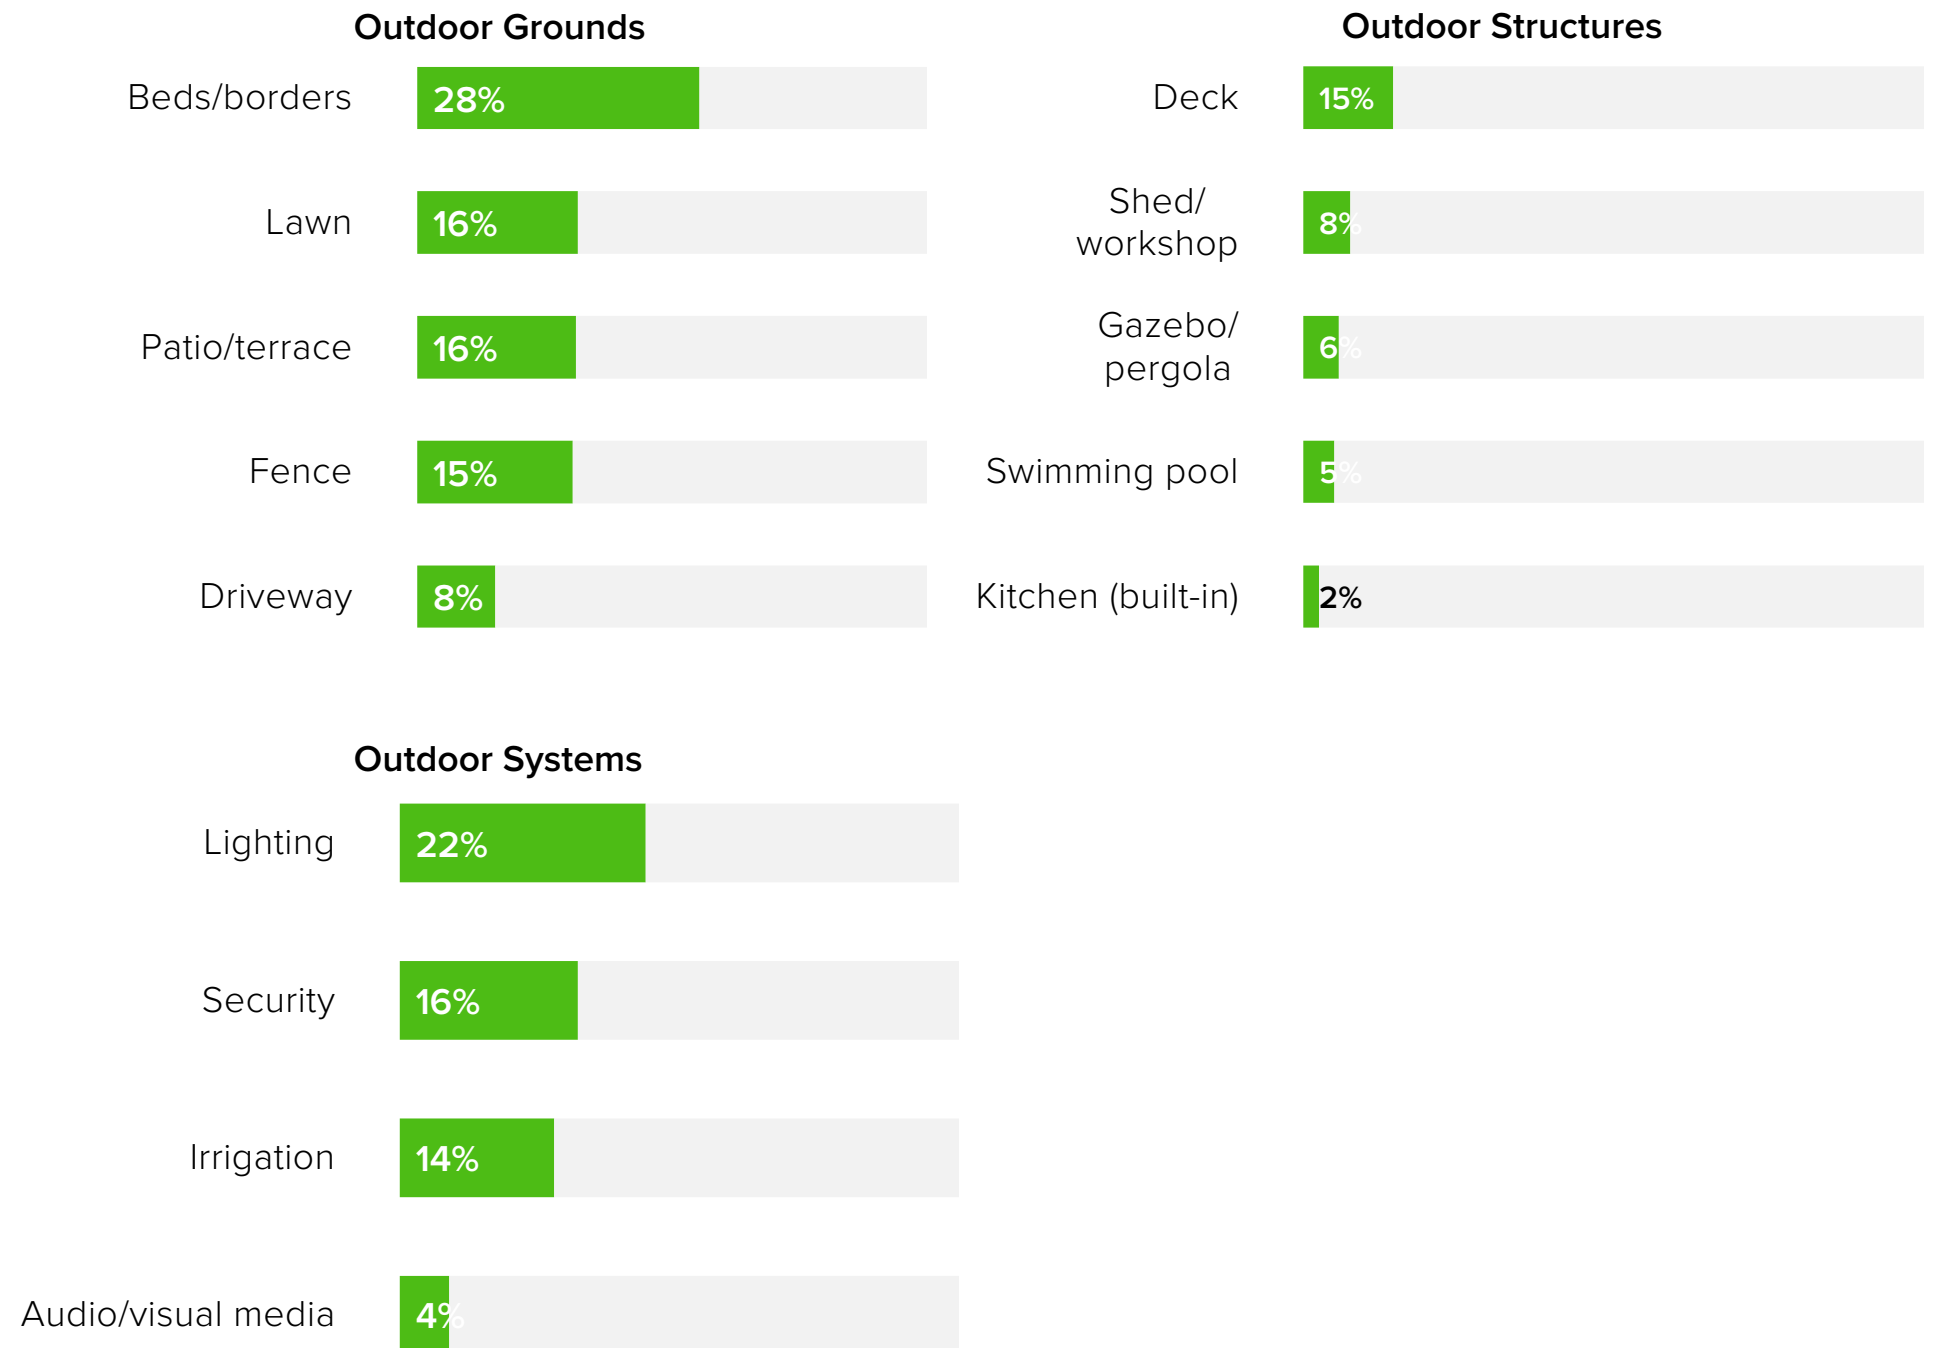 Outdoor Grounds
Beds/borders 28%
Lawn 16%
Patio/terrace 16%
Fence 15%
Driveway 8%
Outdoor Structures
Deck 15%
Shed/
workshop 8%
Gazebo/
pergola 6%
Swimming pool 5%
Kitchen (built-in) 2%
Outdoor Systems
Lighting 22%
Security 16%
Irrigation 14%
Audio/visual media 4%